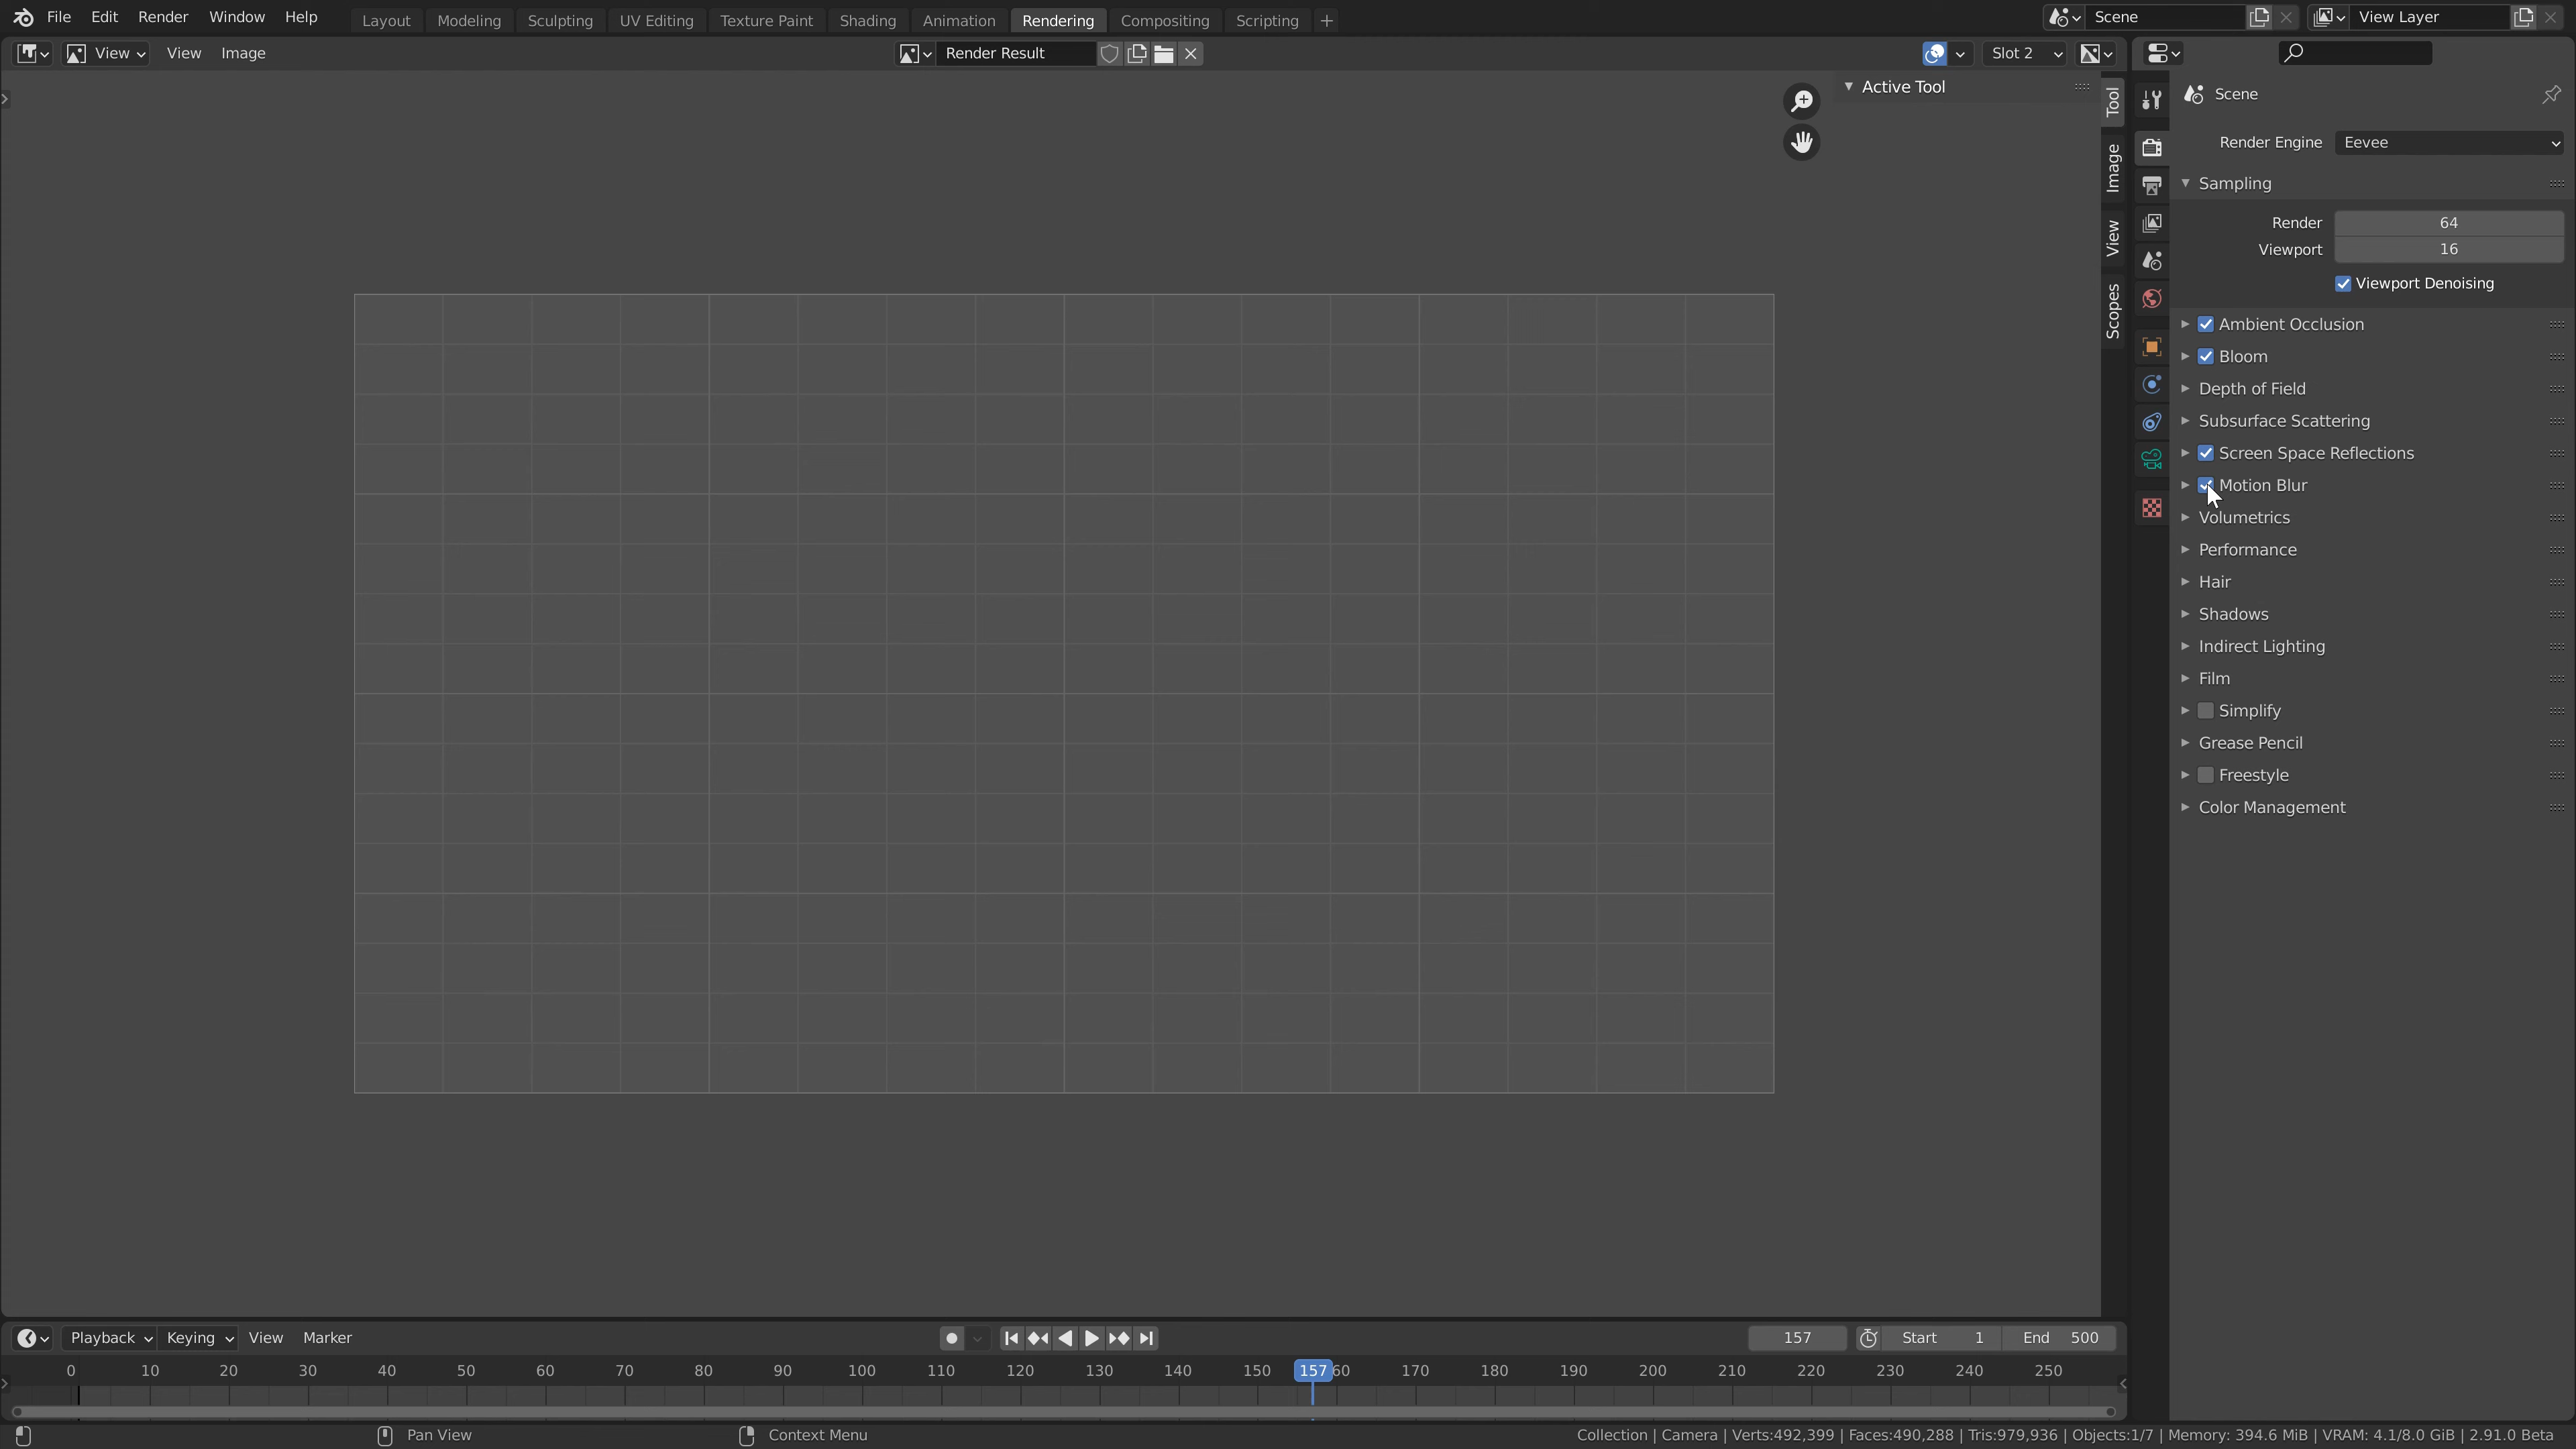 File Edit Render Window Help Layout Modeling Sculpting UV Editing Texture Paint Shading Animation Rendering Compositing Scripting + Scene View Layer
View View Image Render Result Slot 2
Active Tool
Tool
Image
View
Scopes
Scene
Render Engine Eevee
Sampling
Render 64
Viewport 16
Viewport Denoising
Ambient Occlusion
Bloom
Depth of Field
Subsurface Scattering
Screen Space Reflections
Motion Blur
Volumetrics
Performance
Hair
Shadows
Indirect Lighting
Film
Simplify
Grease Pencil
Freestyle
Color Management
Playback Keying View Marker 157 Start 1 End 500
0 10 20 30 40 50 60 70 80 90 100 110 120 130 140 150 157 60 170 180 190 200 210 220 230 240 250
Pan View Context Menu Collection | Camera | Verts:492,399 | Faces:490,288 | Tris:979,936 | Objects:1/7 | Memory: 394.6 MiB | VRAM: 4.1/8.0 GiB | 2.91.0 Beta